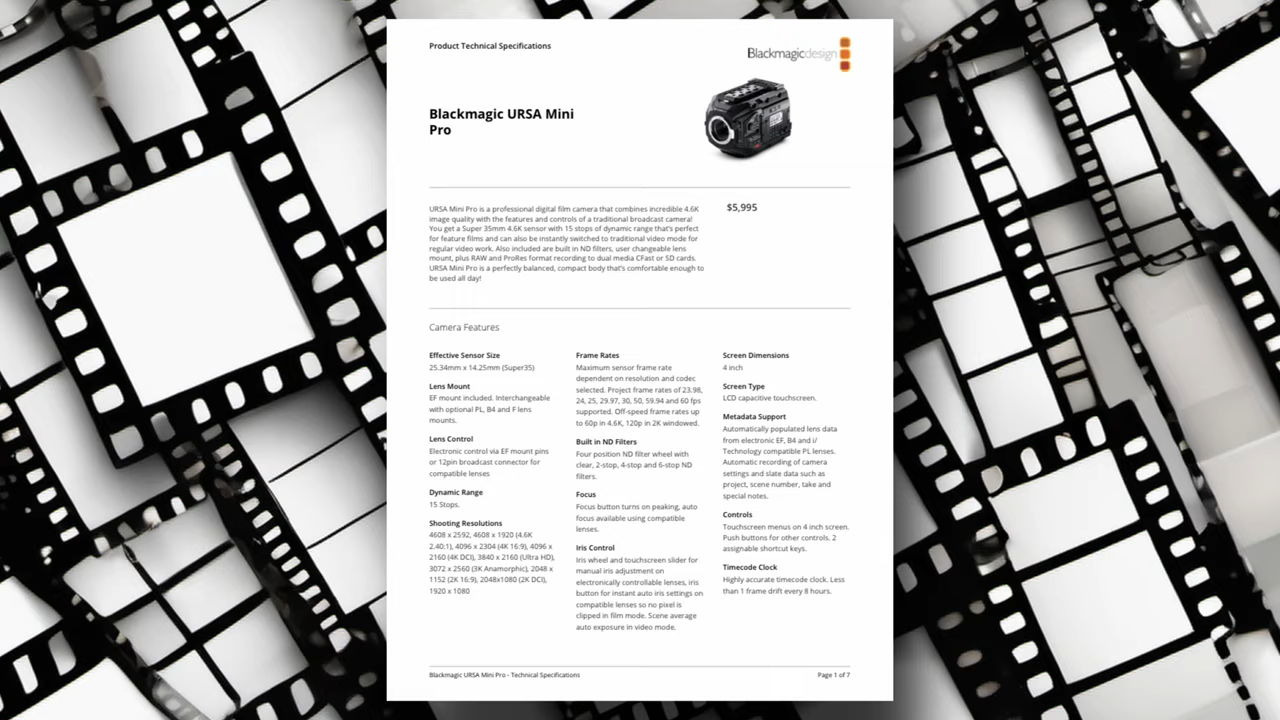 Product Technical Specifications
Blackmagicdesign
Blackmagic URSA Mini
Pro
URSA Mini Pro is a professional digital film camera that combines incredible 4.6K
image quality with the features and controls of a traditional broadcast camera!
You get a Super 35mm 4.6K sensor with 15 stops of dynamic range that's perfect
for feature films and can also be instantly switched to traditional video mode for
regular video work. Also included are built in ND filters, user changeable lens
mount, plus RAW and ProRes format recording to dual media CFast or SD cards.
URSA Mini Pro is a perfectly balanced, compact body that's comfortable enough to
be used all day!
$5,995
Camera Features
Effective Sensor Size
25.34mm x 14.25mm (Super35)
Lens Mount
EF mount included. Interchangeable
with optional PL, B4 and F lens
mounts.
Lens Control
Electronic control via EF mount pins
or 12pin broadcast connector for
compatible lenses
Dynamic Range
15 Stops.
Shooting Resolutions
4608 x 2592, 4608 x 1920 (4.6K
2.40:1), 4096 x 2304 (4K 16:9), 4096 x
2160 (4K DCI), 3840 x 2160 (Ultra HD),
3072 x 2560 (3K Anamorphic), 2048 x
1152 (2K 16:9), 2048x1080 (2K DCI),
1920 x 1080
Frame Rates
Maximum sensor frame rate
dependent on resolution and codec
selected. Project frame rates of 23.98,
24, 25, 29.97, 30, 50, 59.94 and 60 fps
supported. Off-speed frame rates up
to 60p in 4.6K, 120p in 2K windowed.
Built in ND Filters
Four position ND filter wheel with
clear, 2-stop, 4-stop and 6-stop ND
filters.
Focus
Focus button turns on peaking, auto
focus available using compatible
lenses.
Iris Control
Iris wheel and touchscreen slider for
manual iris adjustment on
electronically controllable lenses, iris
button for instant auto iris settings on
compatible lenses so no pixel is
clipped in film mode. Scene average
auto exposure in video mode.
Screen Dimensions
4 inch
Screen Type
LCD capacitive touchscreen.
Metadata Support
Automatically populated lens data
from electronic EF, B4 and i/
Technology compatible PL lenses.
Automatic recording of camera
settings and slate data such as
project, scene number, take and
special notes.
Controls
Touchscreen menus on 4 inch screen.
Push buttons for other controls. 2
assignable shortcut keys.
Timecode Clock
Highly accurate timecode clock. Less
than 1 frame drift every 8 hours.
Blackmagic URSA Mini Pro - Technical Specifications
Page 1 of 7